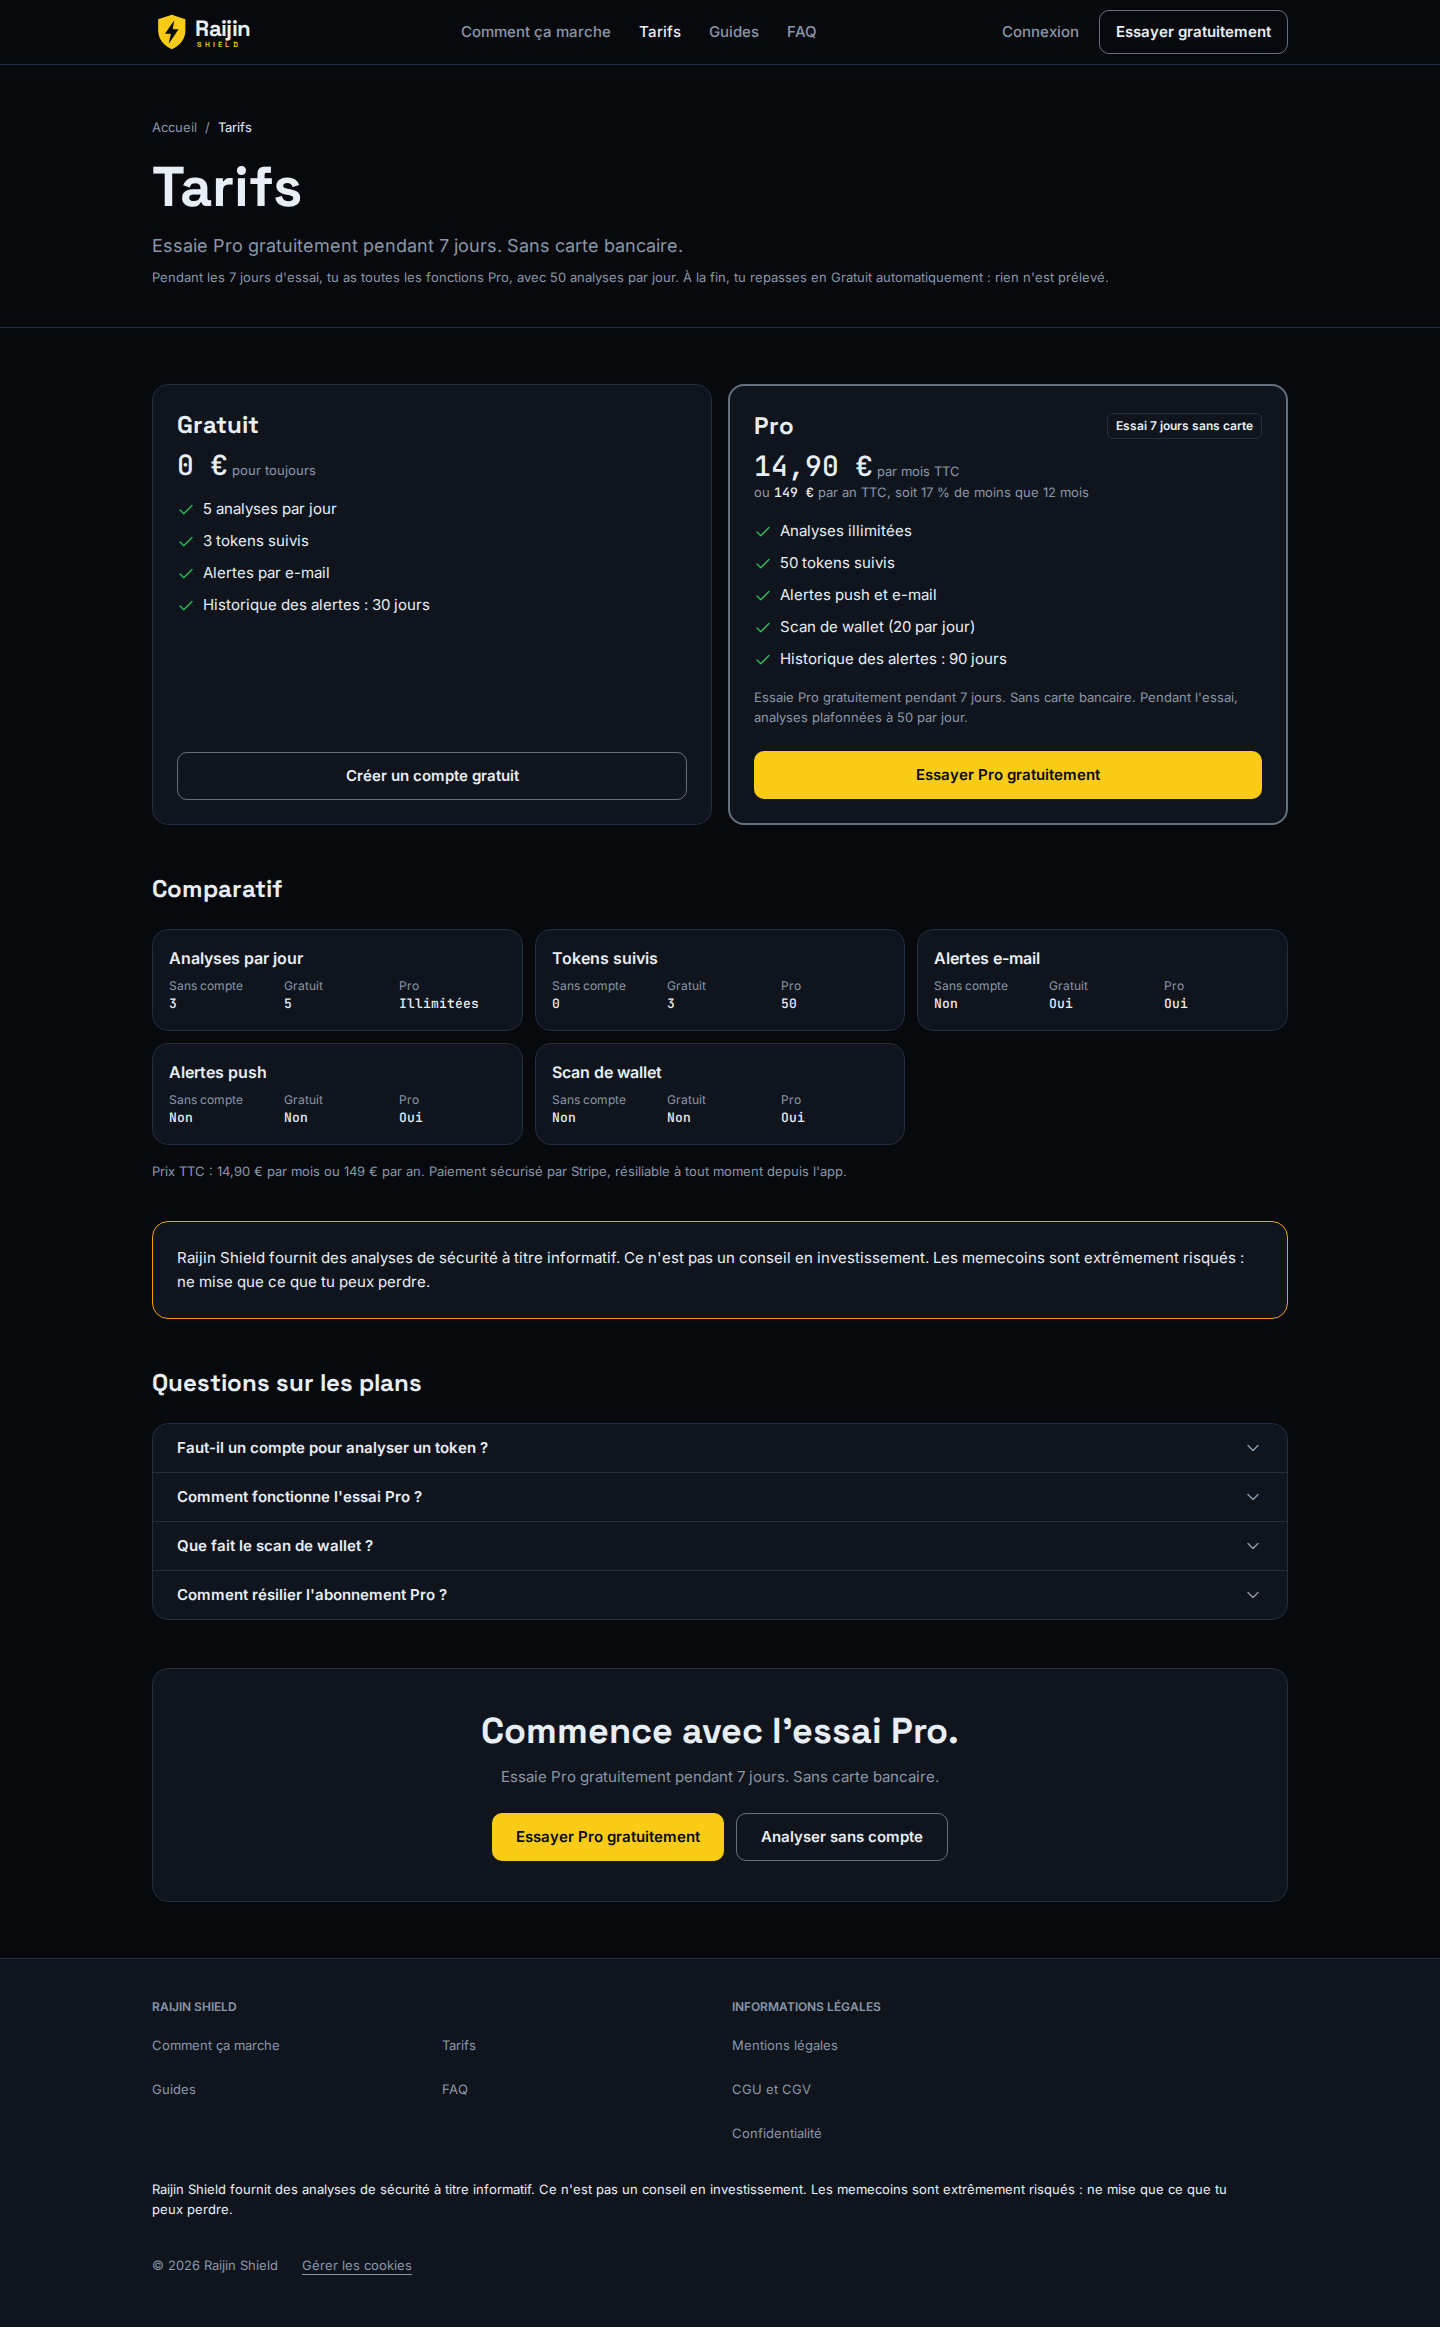 Raijin
SHIELD
Comment ça marche
Tarifs
Guides
FAQ
Connexion
Essayer gratuitement
Accueil / Tarifs
Tarifs
Essaie Pro gratuitement pendant 7 jours. Sans carte bancaire.
Pendant les 7 jours d'essai, tu as toutes les fonctions Pro, avec 50 analyses par jour. À la fin, tu repasses en Gratuit automatiquement : rien n'est prélevé.
Gratuit
0 € pour toujours
5 analyses par jour
3 tokens suivis
Alertes par e-mail
Historique des alertes : 30 jours
Créer un compte gratuit
Pro
Essai 7 jours sans carte
14,90 € par mois TTC
ou 149 € par an TTC, soit 17 % de moins que 12 mois
Analyses illimitées
50 tokens suivis
Alertes push et e-mail
Scan de wallet (20 par jour)
Historique des alertes : 90 jours
Essaie Pro gratuitement pendant 7 jours. Sans carte bancaire. Pendant l'essai,
analyses plafonnées à 50 par jour.
Essayer Pro gratuitement
Comparatif
Analyses par jour
Sans compte Gratuit Pro
3 5 Illimitées
Tokens suivis
Sans compte Gratuit Pro
0 3 50
Alertes e-mail
Sans compte Gratuit Pro
Non Oui Oui
Alertes push
Sans compte Gratuit Pro
Non Non Oui
Scan de wallet
Sans compte Gratuit Pro
Non Non Oui
Prix TTC : 14,90 € par mois ou 149 € par an. Paiement sécurisé par Stripe, résiliable à tout moment depuis l'app.
Raijin Shield fournit des analyses de sécurité à titre informatif. Ce n'est pas un conseil en investissement. Les memecoins sont extrêmement risqués :
ne mise que ce que tu peux perdre.
Questions sur les plans
Faut-il un compte pour analyser un token ?
Comment fonctionne l'essai Pro ?
Que fait le scan de wallet ?
Comment résilier l'abonnement Pro ?
Commence avec l’essai Pro.
Essaie Pro gratuitement pendant 7 jours. Sans carte bancaire.
Essayer Pro gratuitement
Analyser sans compte
RAIJIN SHIELD
Comment ça marche
Tarifs
Guides
FAQ
INFORMATIONS LÉGALES
Mentions légales
CGU et CGV
Confidentialité
Raijin Shield fournit des analyses de sécurité à titre informatif. Ce n'est pas un conseil en investissement. Les memecoins sont extrêmement risqués : ne mise que ce que tu
peux perdre.
© 2026 Raijin Shield
Gérer les cookies